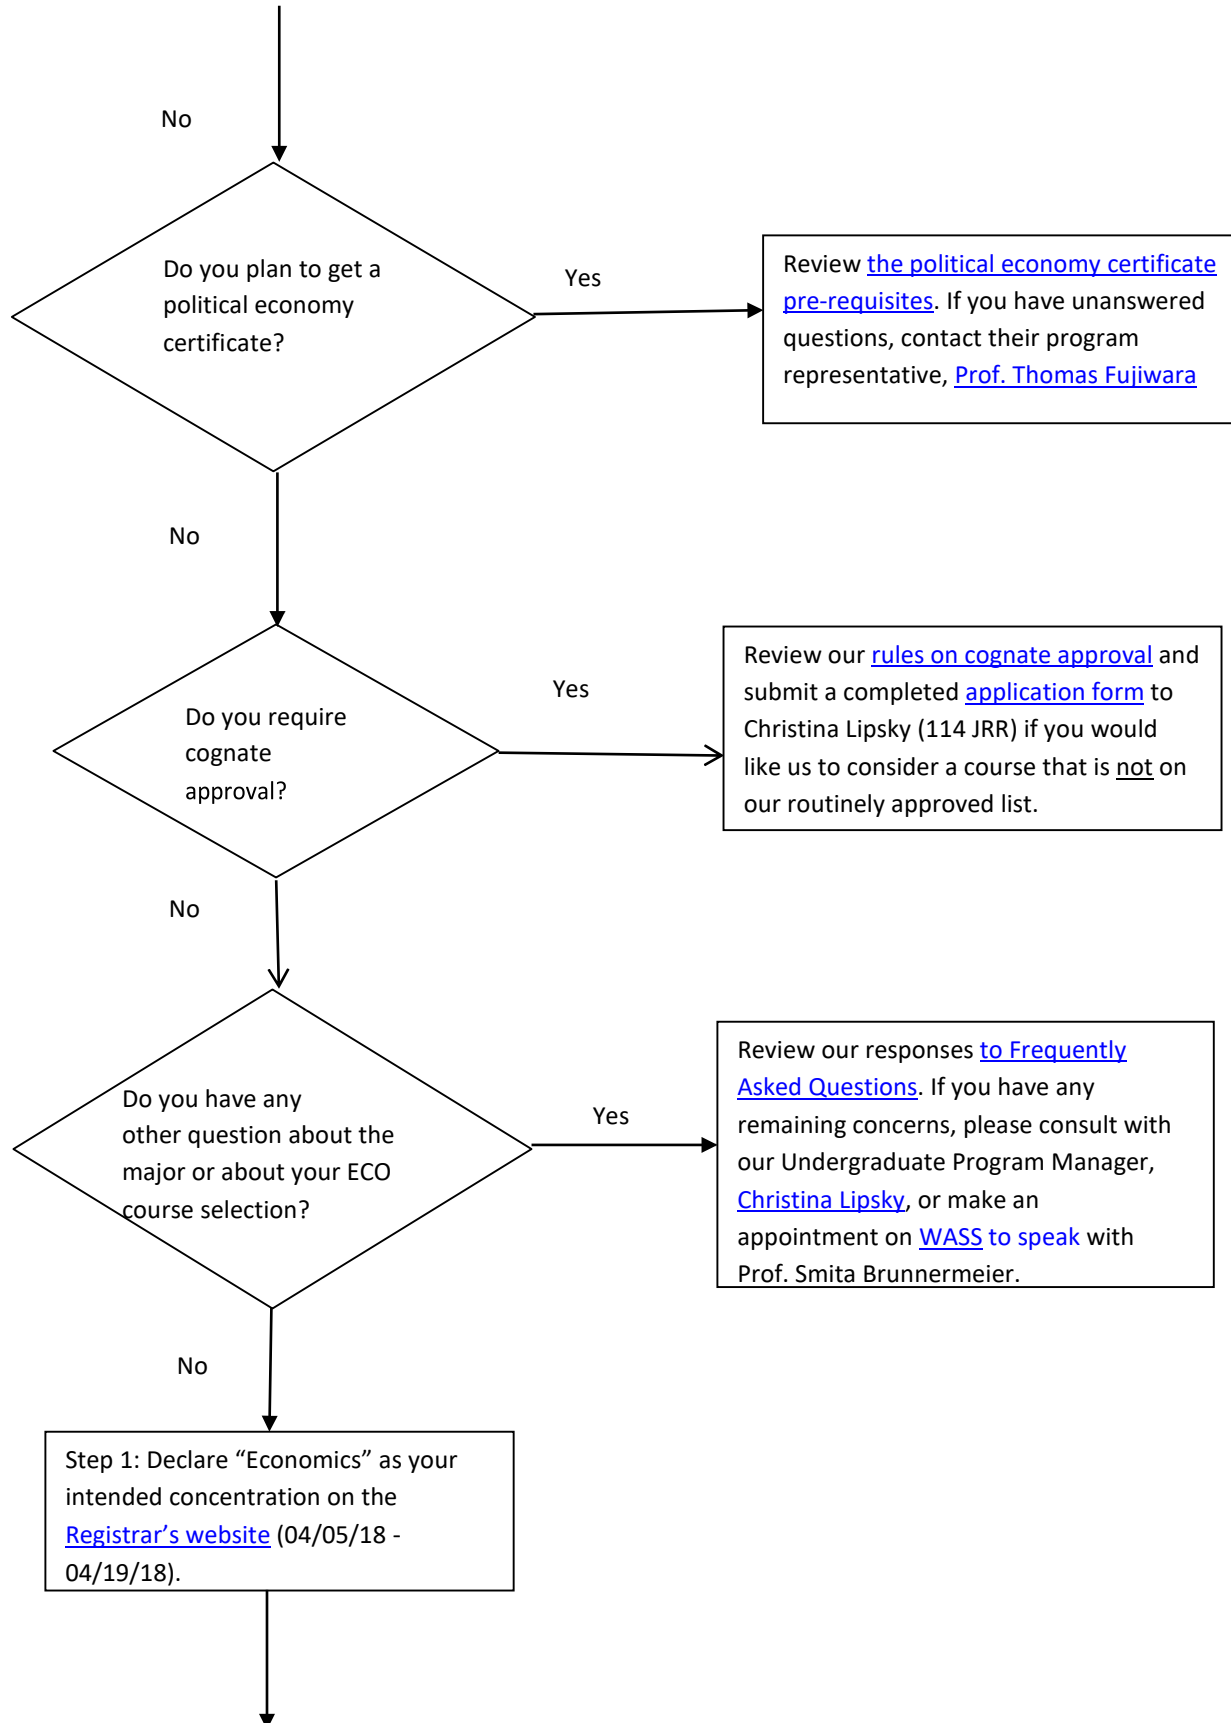 No
Do you plan to get a
political economy
certificate?
Yes
Review the political economy certificate
pre-requisites. If you have unanswered
questions, contact their program
representative, Prof. Thomas Fujiwara
No
Do you require
cognate
approval?
Yes
Review our rules on cognate approval and
submit a completed application form to
Christina Lipsky (114 JRR) if you would
like us to consider a course that is not on
our routinely approved list.
No
Do you have any
other question about the
major or about your ECO
course selection?
Yes
Review our responses to Frequently
Asked Questions. If you have any
remaining concerns, please consult with
our Undergraduate Program Manager,
Christina Lipsky, or make an
appointment on WASS to speak with
Prof. Smita Brunnermeier.
No
Step 1: Declare “Economics” as your
intended concentration on the
Registrar’s website (04/05/18 -
04/19/18).